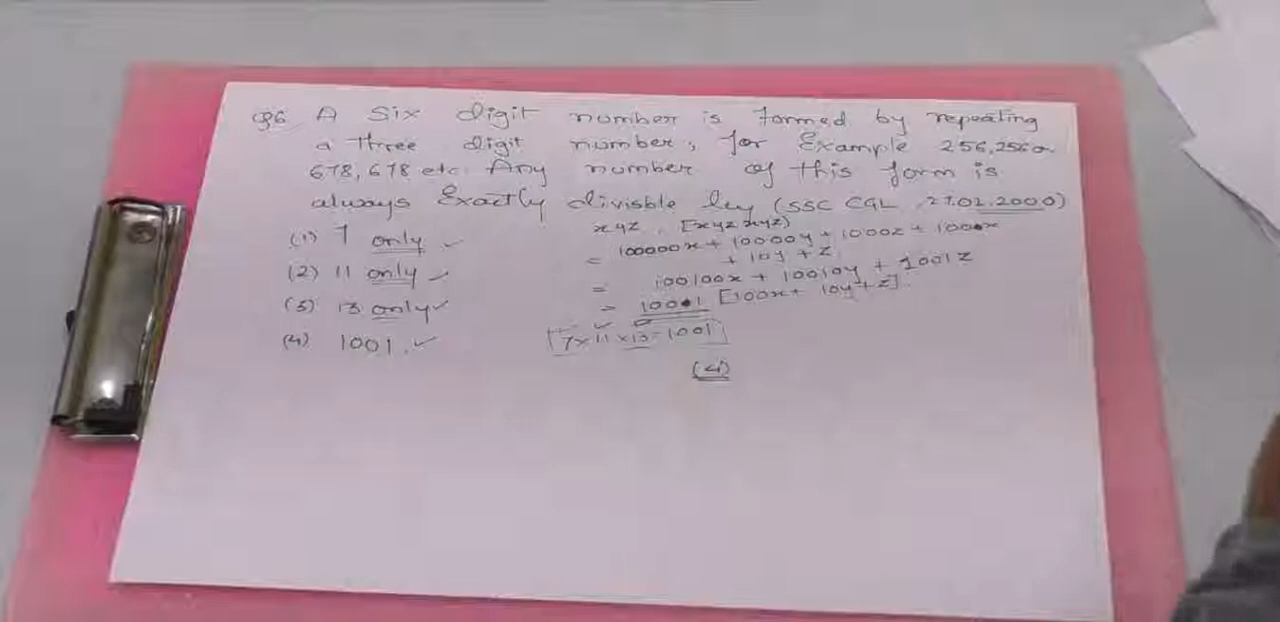 Q6. A Six digit number is formed by repeating
a three digit number, for Example 256,256 or
678,678 etc. Any number of this form is
always Exactly divisble by (SSC CGL 27.02.2000)
(1) 7 only ✓
(2) 11 only ✓
(3) 13 only ✓
(4) 1001. ✓
xyz, [xyz xyz)
= 100000x + 10000y + 1000z + 100x
+ 10y + z
= 100100x + 10010y + 1001z
= 1001 [100x + 10y + z].
7×11×13=1001
(4)